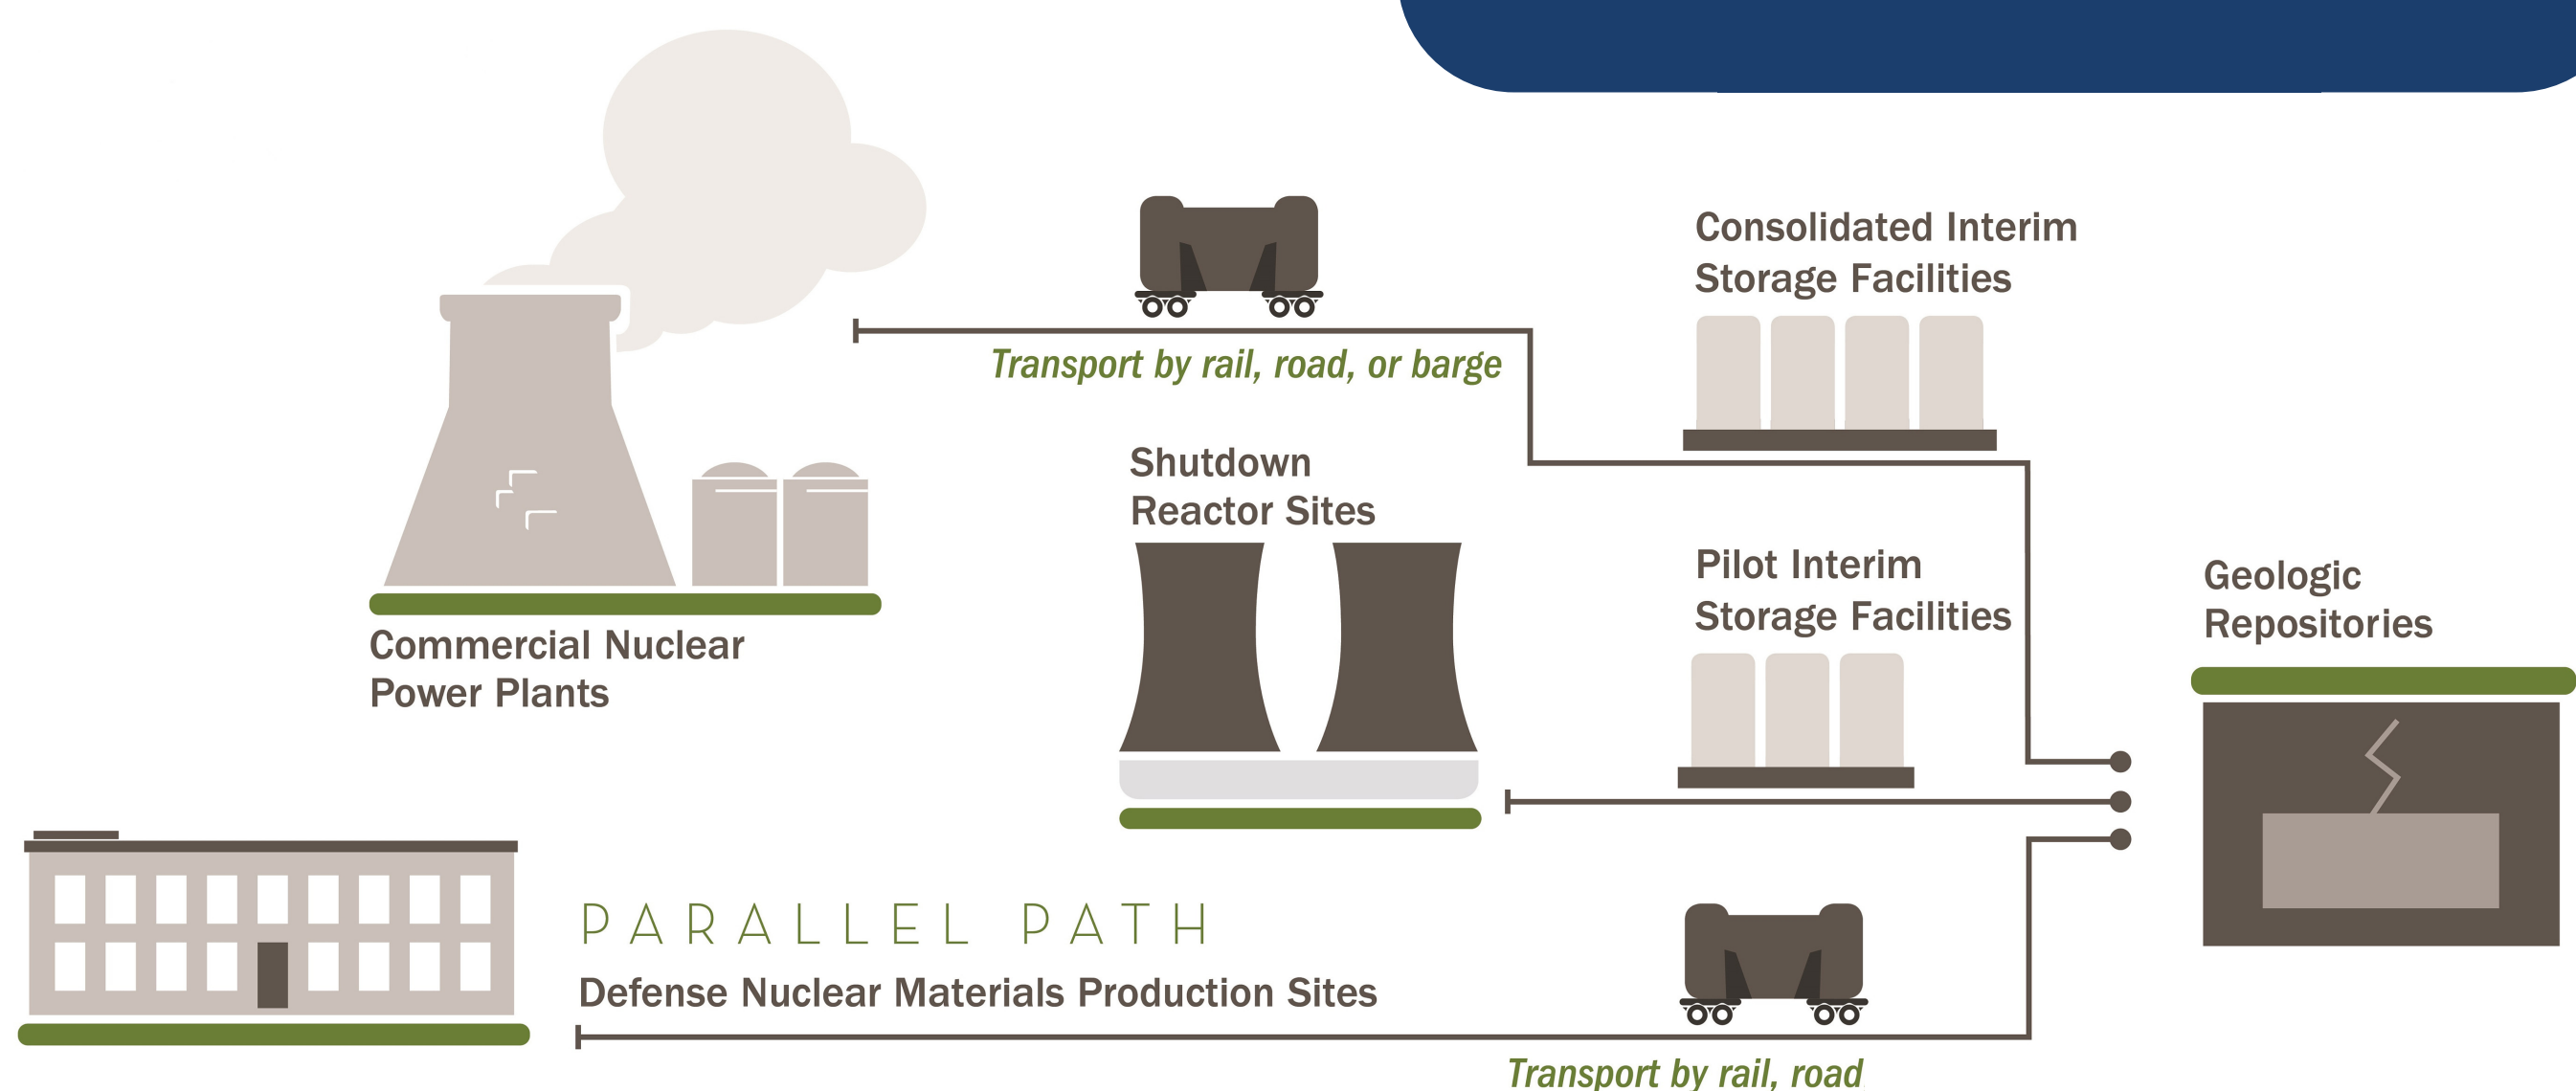 Consolidated Interim
Storage Facilities
Transport by rail, road, or barge
Shutdown
Reactor Sites
Pilot Interim
Storage Facilities
Geologic
Repositories
Commercial Nuclear
Power Plants
PARALLEL PATH
Defense Nuclear Materials Production Sites
Transport by rail, road